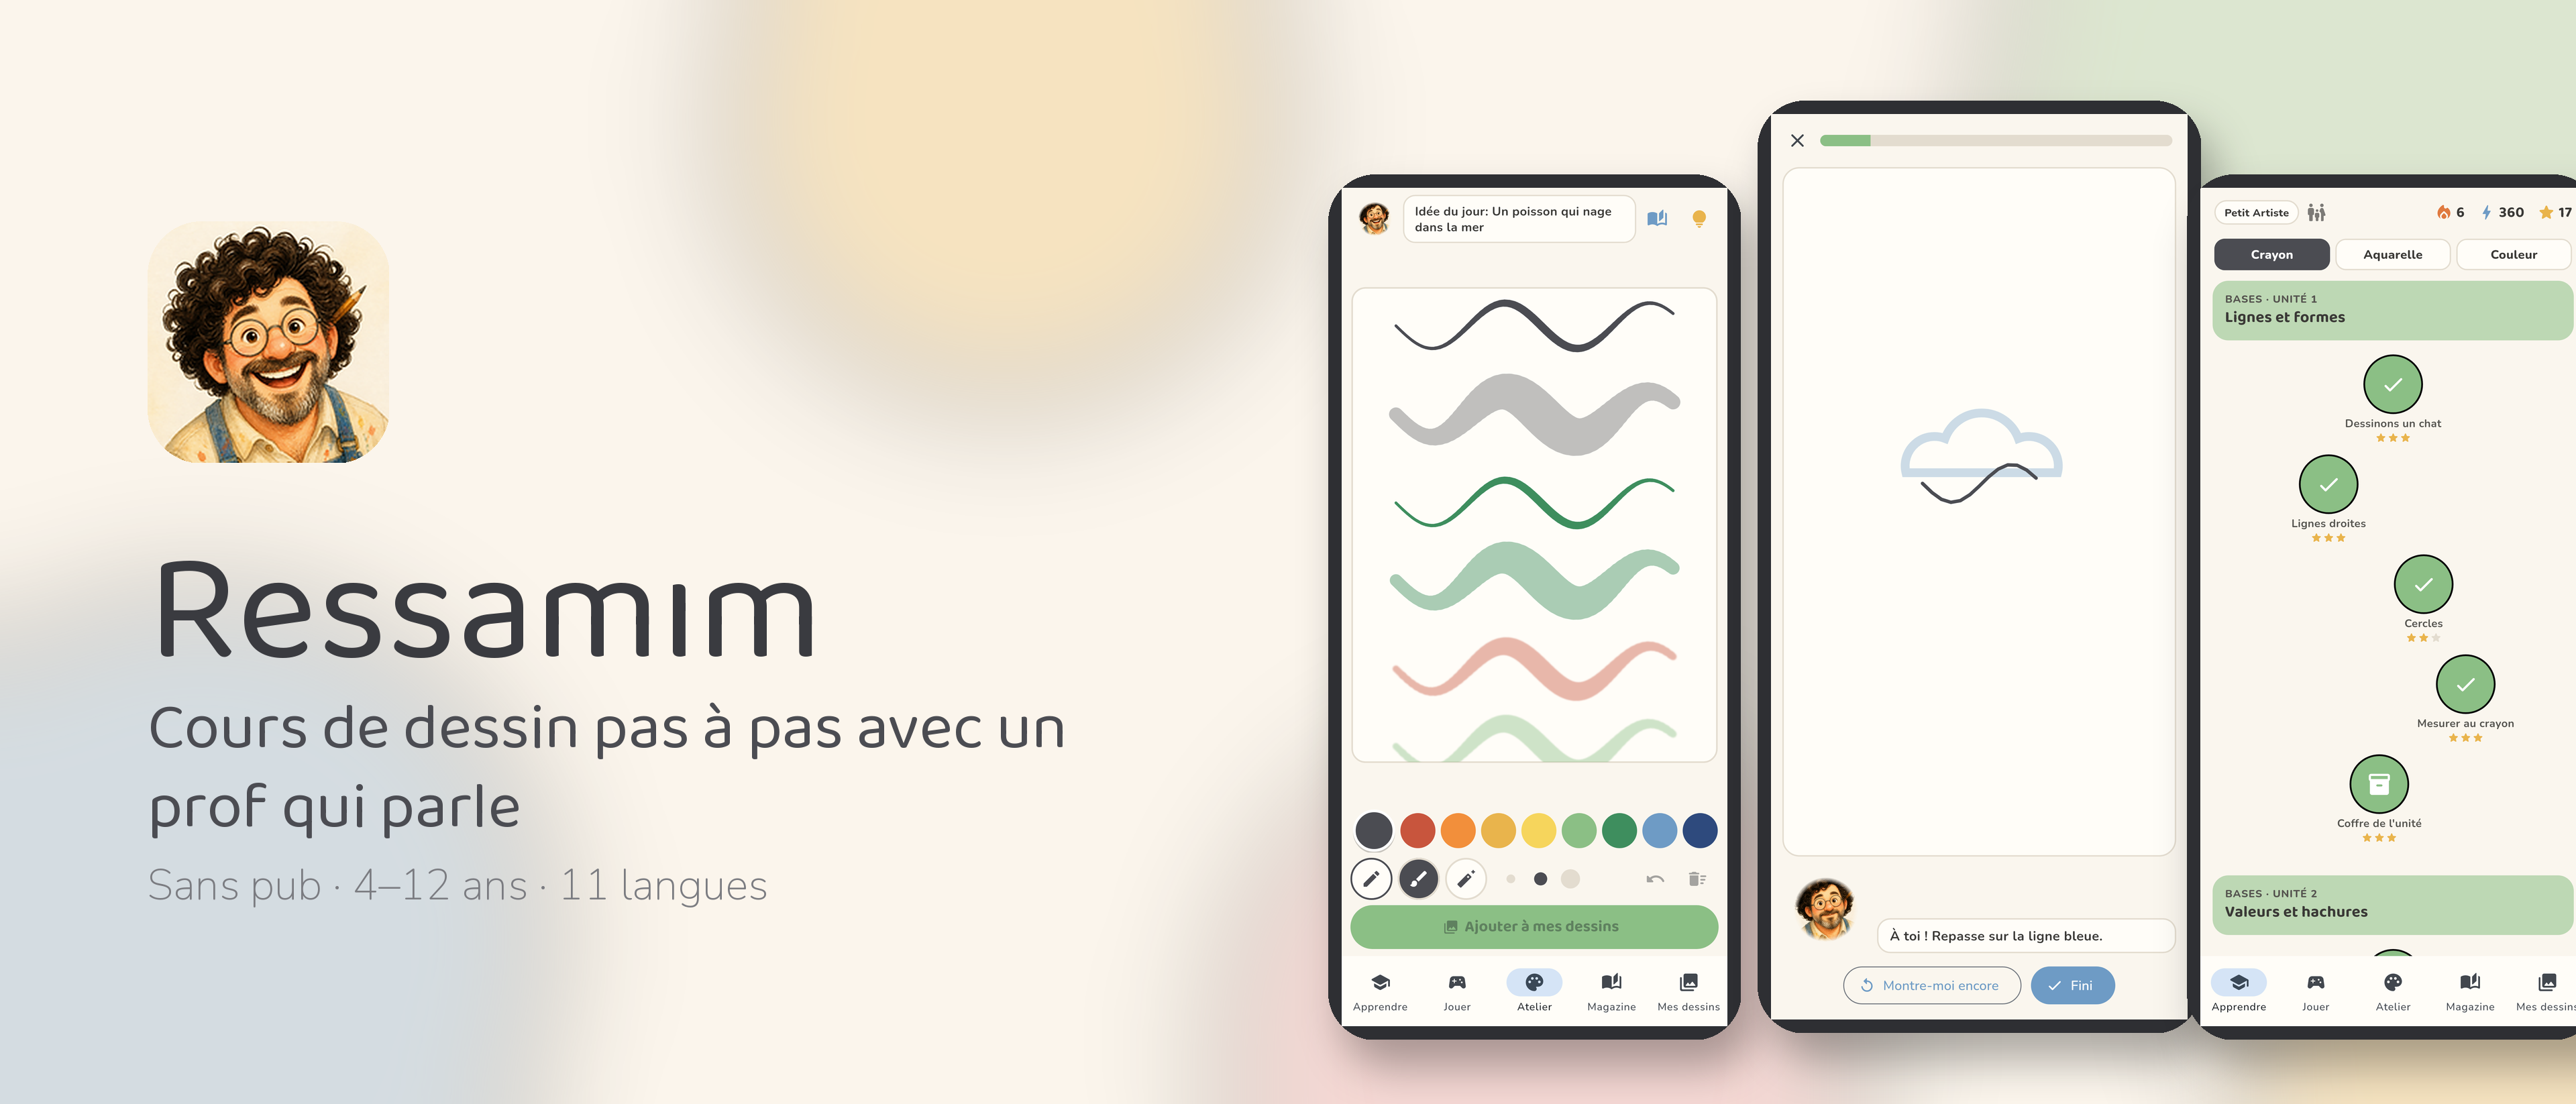 Ressamım
Cours de dessin pas à pas avec un
prof qui parle
Sans pub · 4–12 ans · 11 langues
Idée du jour: Un poisson qui nage
dans la mer
Ajouter à mes dessins
Apprendre
Jouer
Atelier
Magazine
Mes dessins
À toi ! Repasse sur la ligne bleue.
Montre-moi encore
Fini
Petit Artiste
6
360
17
Crayon
Aquarelle
Couleur
BASES · UNITÉ 1
Lignes et formes
Dessinons un chat
Lignes droites
Cercles
Mesurer au crayon
Coffre de l'unité
BASES · UNITÉ 2
Valeurs et hachures
Apprendre
Jouer
Atelier
Magazine
Mes dessins